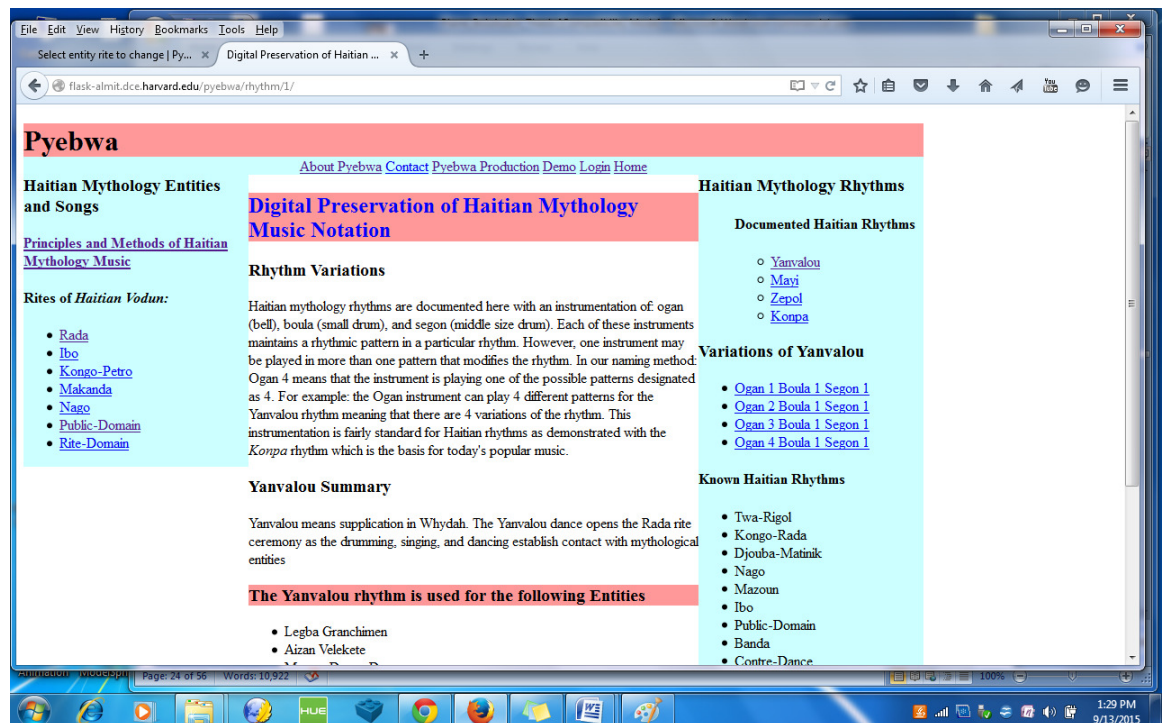 File Edit View History Bookmarks Tools Help
Select entity rite to change | Py... × Digital Preservation of Haitian ... × +
flask-almit.dce.harvard.edu/pyebwa/rhythm/1/
Pyebwa
About Pyebwa Contact Pyebwa Production Demo Login Home
Haitian Mythology Entities
and Songs
Principles and Methods of Haitian
Mythology Music
Rites of Haitian Vodun:
Rada
Ibo
Kongo-Petro
Makanda
Nago
Public-Domain
Rite-Domain
Digital Preservation of Haitian Mythology
Music Notation
Rhythm Variations
Haitian mythology rhythms are documented here with an instrumentation of: ogan
(bell), boula (small drum), and segon (middle size drum). Each of these instruments
maintains a rhythmic pattern in a particular rhythm. However, one instrument may
be played in more than one pattern that modifies the rhythm. In our naming method:
Ogan 4 means that the instrument is playing one of the possible patterns designated
as 4. For example: the Ogan instrument can play 4 different patterns for the
Yanvalou rhythm meaning that there are 4 variations of the rhythm. This
instrumentation is fairly standard for Haitian rhythms as demonstrated with the
Konpa rhythm which is the basis for today's popular music.
Yanvalou Summary
Yanvalou means supplication in Whydah. The Yanvalou dance opens the Rada rite
ceremony as the drumming, singing, and dancing establish contact with mythological
entities
The Yanvalou rhythm is used for the following Entities
Legba Granchimen
Aizan Velekete
Haitian Mythology Rhythms
Documented Haitian Rhythms
Yanvalou
Mayi
Zepol
Konpa
Variations of Yanvalou
Ogan 1 Boula 1 Segon 1
Ogan 2 Boula 1 Segon 1
Ogan 3 Boula 1 Segon 1
Ogan 4 Boula 1 Segon 1
Known Haitian Rhythms
Twa-Rigol
Kongo-Rada
Djouba-Matinik
Nago
Mazoun
Ibo
Public-Domain
Banda
Contre-Dance
Page: 24 of 56 Words: 10,922 100%
HUE
1:29 PM
9/13/2015